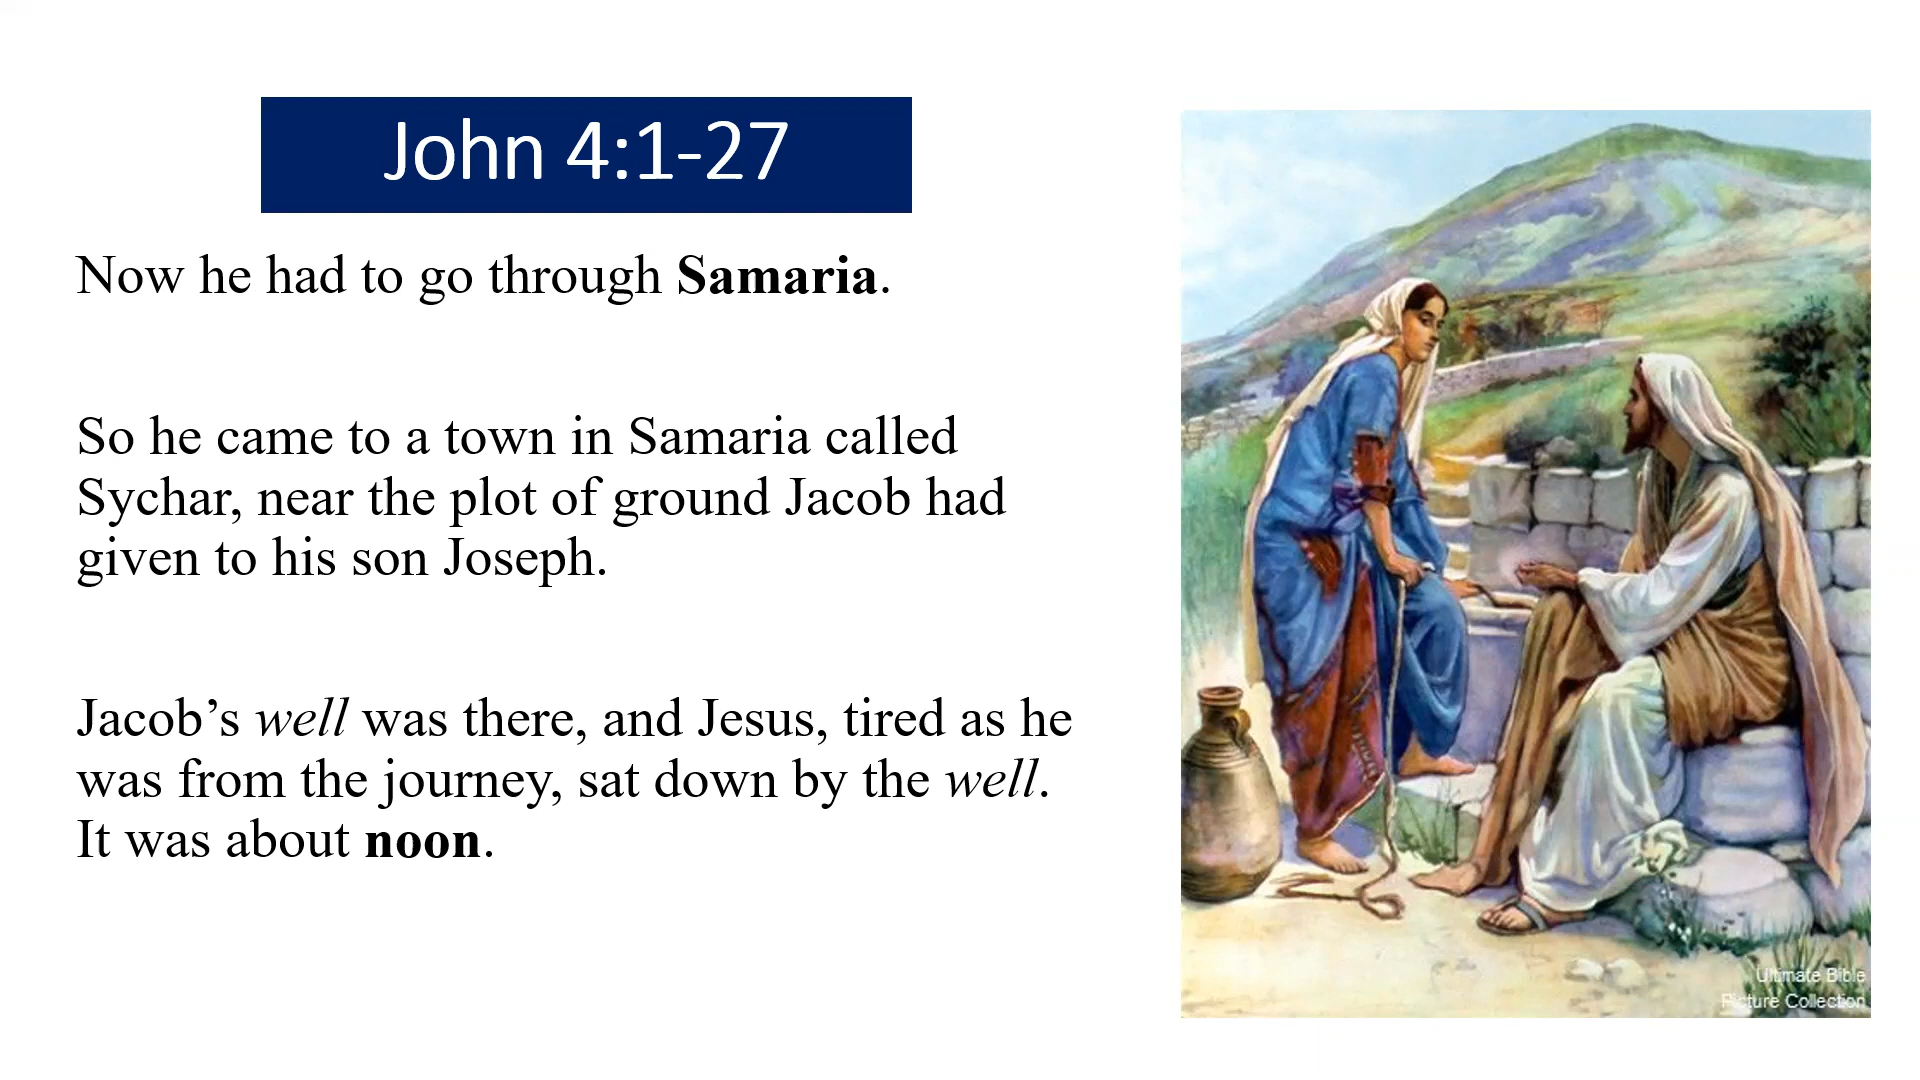 John 4:1-27
Now he had to go through Samaria.
So he came to a town in Samaria called
Sychar, near the plot of ground Jacob had
given to his son Joseph.
Jacob’s well was there, and Jesus, tired as he
was from the journey, sat down by the well.
It was about noon.
Ultimate Bible
Picture Collection